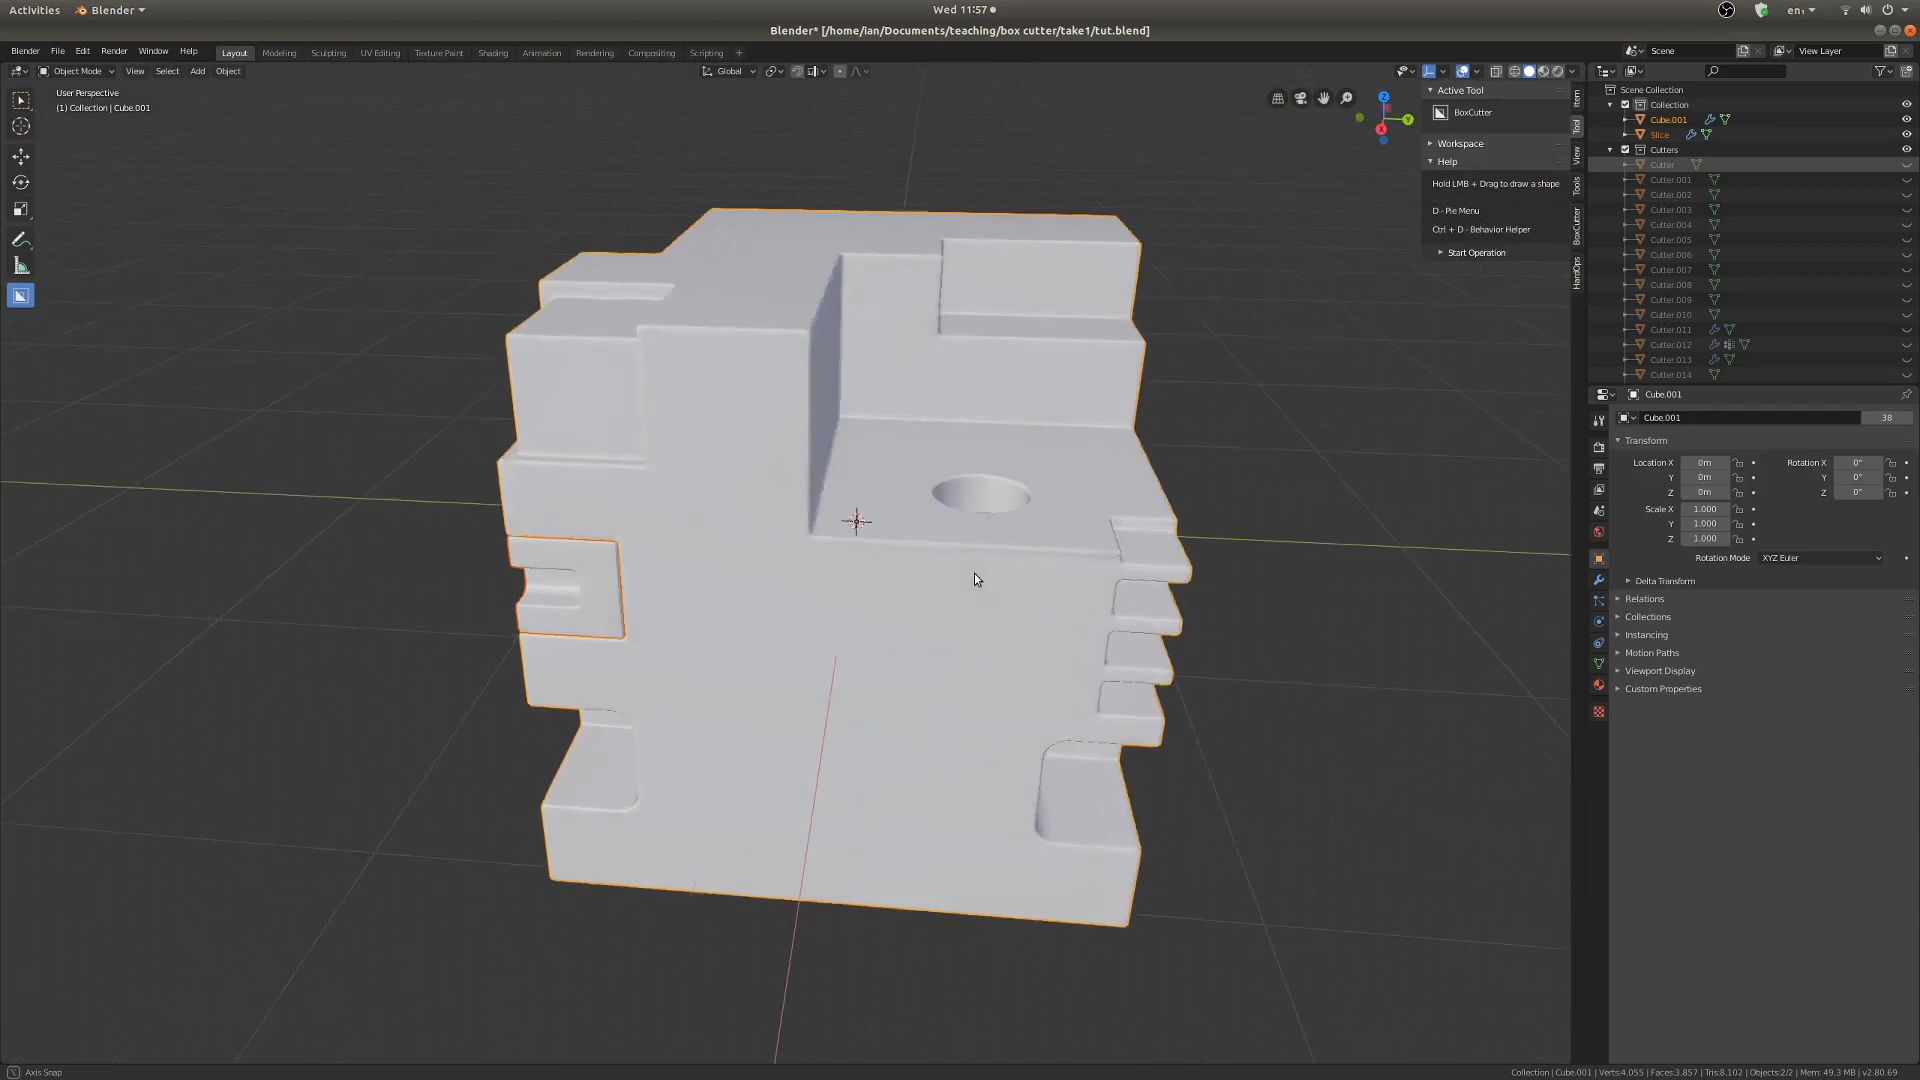 Activities Blender Wed 11:57 en₁
Blender* [/home/ian/Documents/teaching/box cutter/take1/tut.blend]
Blender File Edit Render Window Help Layout Modeling Sculpting UV Editing Texture Paint Shading Animation Rendering Compositing Scripting + Scene View Layer
Object Mode View Select Add Object Global
User Perspective
(1) Collection | Cube.001
Z
Y
X
Active Tool
BoxCutter
Workspace
Help
Hold LMB + Drag to draw a shape
D - Pie Menu
Ctrl + D - Behavior Helper
Start Operation
Item
Tool
View
Tools
BoxCutter
HardOps
Scene Collection
Collection
Cube.001
Slice
Cutters
Cutter
Cutter.001
Cutter.002
Cutter.003
Cutter.004
Cutter.005
Cutter.006
Cutter.007
Cutter.008
Cutter.009
Cutter.010
Cutter.011
Cutter.012
Cutter.013
Cutter.014
Cube.001
Cube.001 38
Transform
Location X 0m Rotation X 0°
Y 0m Y 0°
Z 0m Z 0°
Scale X 1.000
Y 1.000
Z 1.000
Rotation Mode XYZ Euler
Delta Transform
Relations
Collections
Instancing
Motion Paths
Viewport Display
Custom Properties
Axis Snap
Collection | Cube.001 | Verts:4,055 | Faces:3,857 | Tris:8,102 | Objects:2/2 | Mem: 49.3 MB | v2.80.69